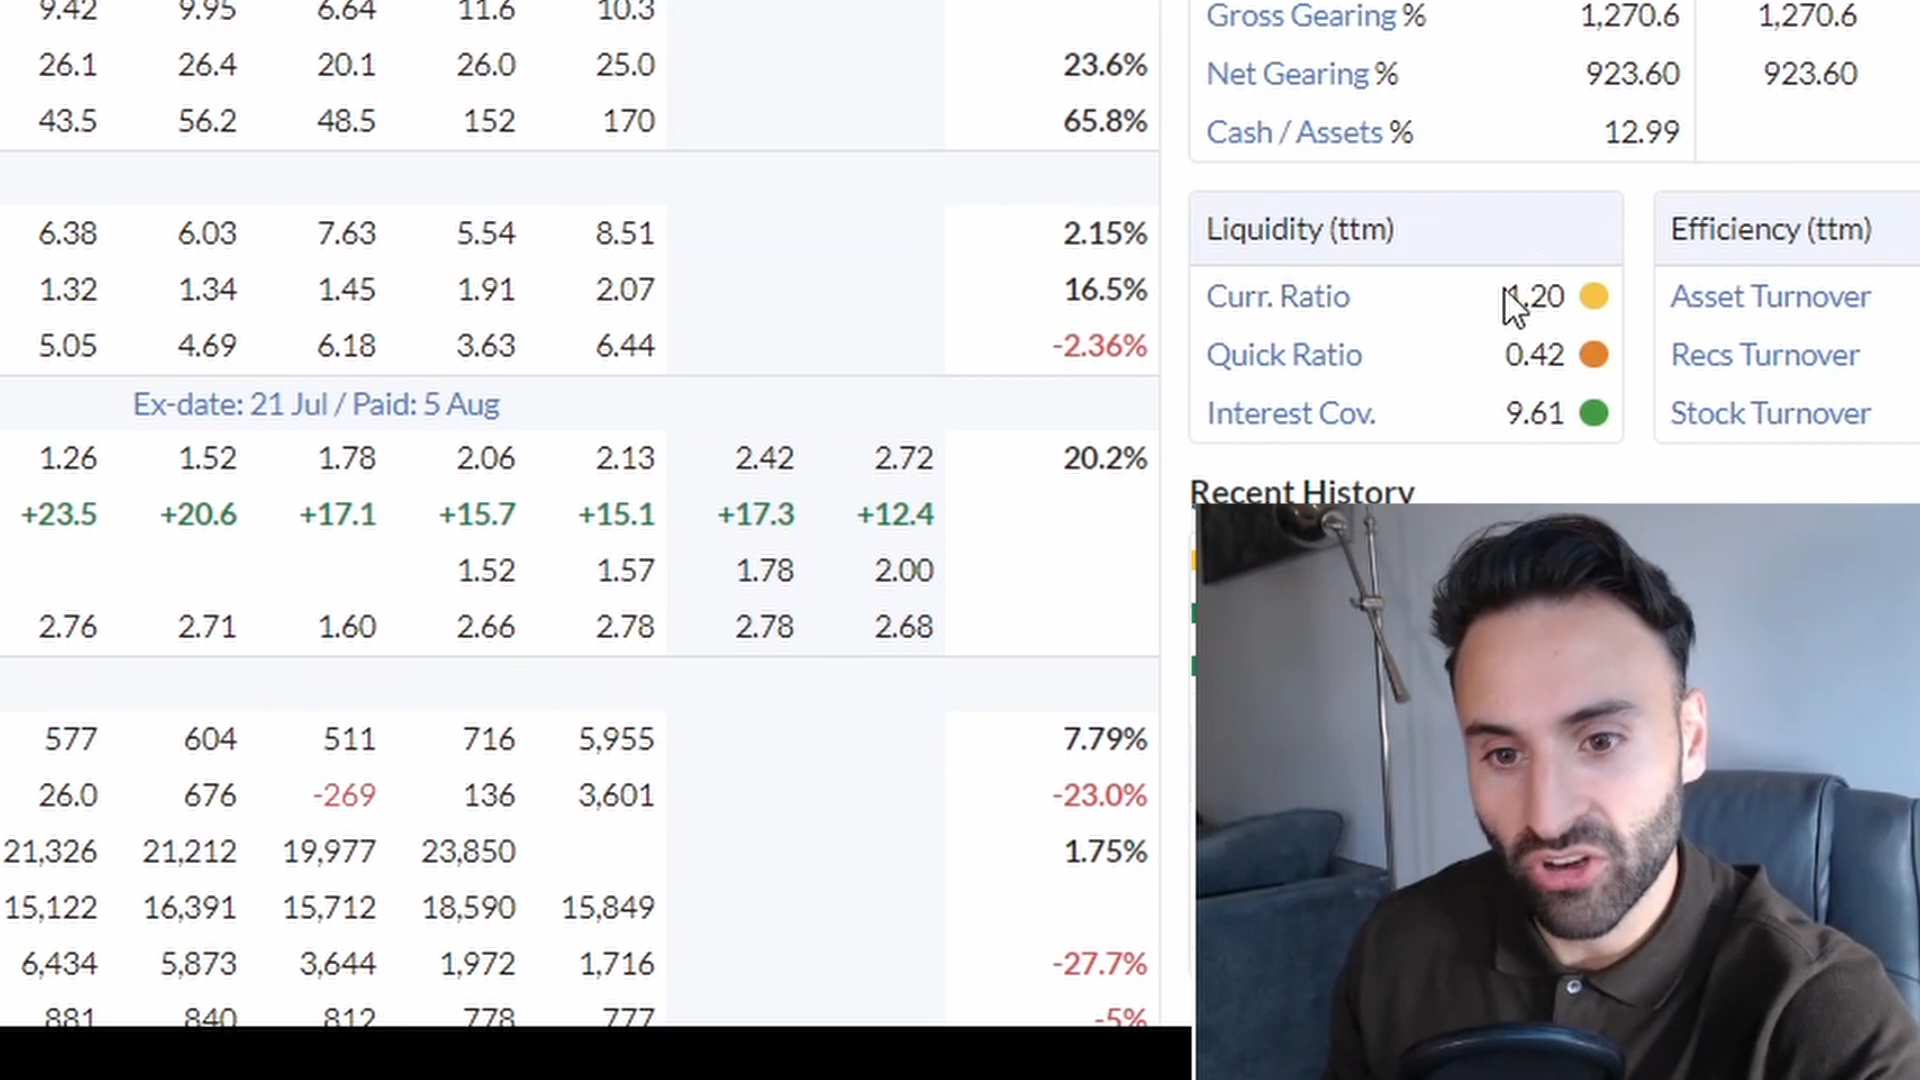 9.42 9.95 6.64 11.6 10.3
26.1 26.4 20.1 26.0 25.0 23.6%
43.5 56.2 48.5 152 170 65.8%
6.38 6.03 7.63 5.54 8.51 2.15%
1.32 1.34 1.45 1.91 2.07 16.5%
5.05 4.69 6.18 3.63 6.44 -2.36%
Ex-date: 21 Jul / Paid: 5 Aug
1.26 1.52 1.78 2.06 2.13 2.42 2.72 20.2%
+23.5 +20.6 +17.1 +15.7 +15.1 +17.3 +12.4
1.52 1.57 1.78 2.00
2.76 2.71 1.60 2.66 2.78 2.78 2.68
577 604 511 716 5,955 7.79%
26.0 676 -269 136 3,601 -23.0%
21,326 21,212 19,977 23,850 1.75%
15,122 16,391 15,712 18,590 15,849
6,434 5,873 3,644 1,972 1,716 -27.7%
881 840 812 778 777 -5%
Gross Gearing % 1,270.6 1,270.6
Net Gearing % 923.60 923.60
Cash / Assets % 12.99
Liquidity (ttm)
Curr. Ratio 1.20
Quick Ratio 0.42
Interest Cov. 9.61
Efficiency (ttm)
Asset Turnover
Recs Turnover
Stock Turnover
Recent History